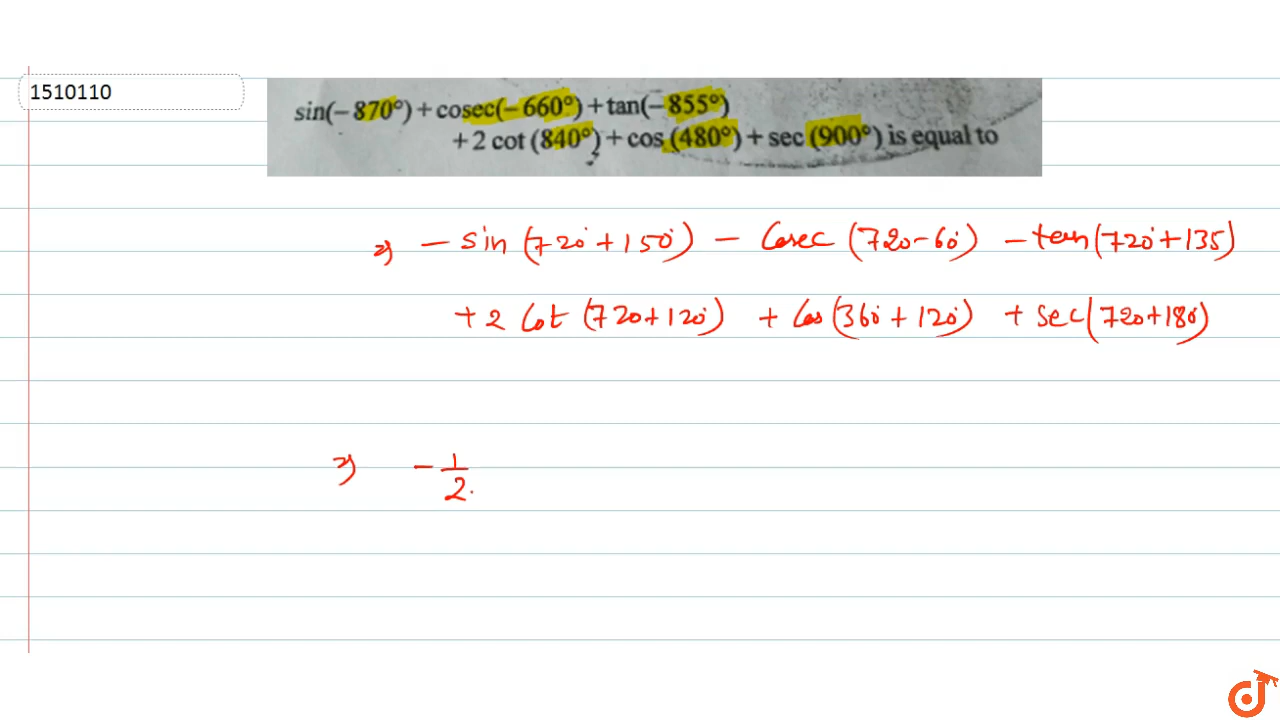 1510110
sin(–870°) + cosec(–660°) + tan(–855°)
+ 2 cot (840°) + cos (480°) + sec (900°) is equal to
⇒ – sin (720° + 150°) – Cosec (720 – 60°) – tan (720° + 135)
+ 2 Cot (720 + 120°) + Cos (360° + 120°) + Sec (720 + 180°)
⇒ – 1/2